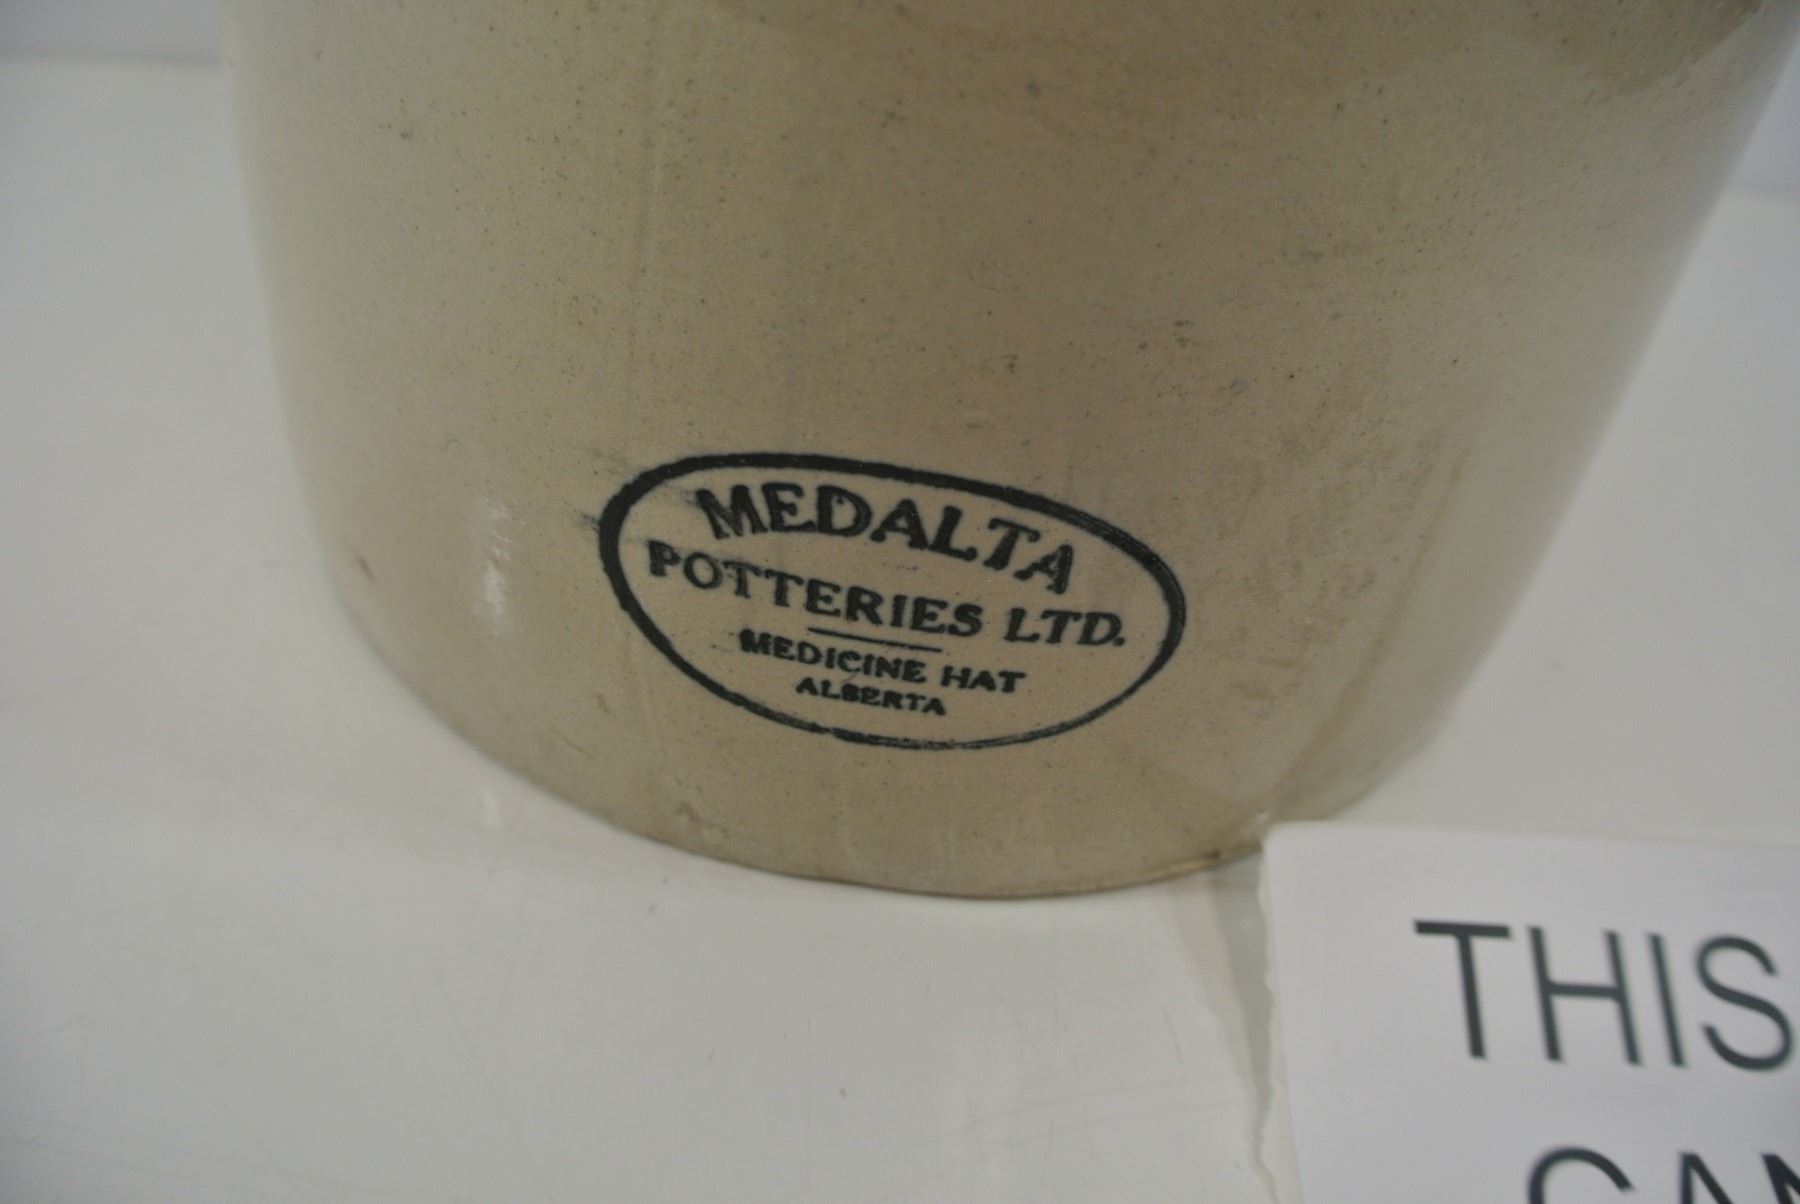 MEDALTA
POTTERIES LTD.
MEDICINE HAT
ALBERTA
THIS